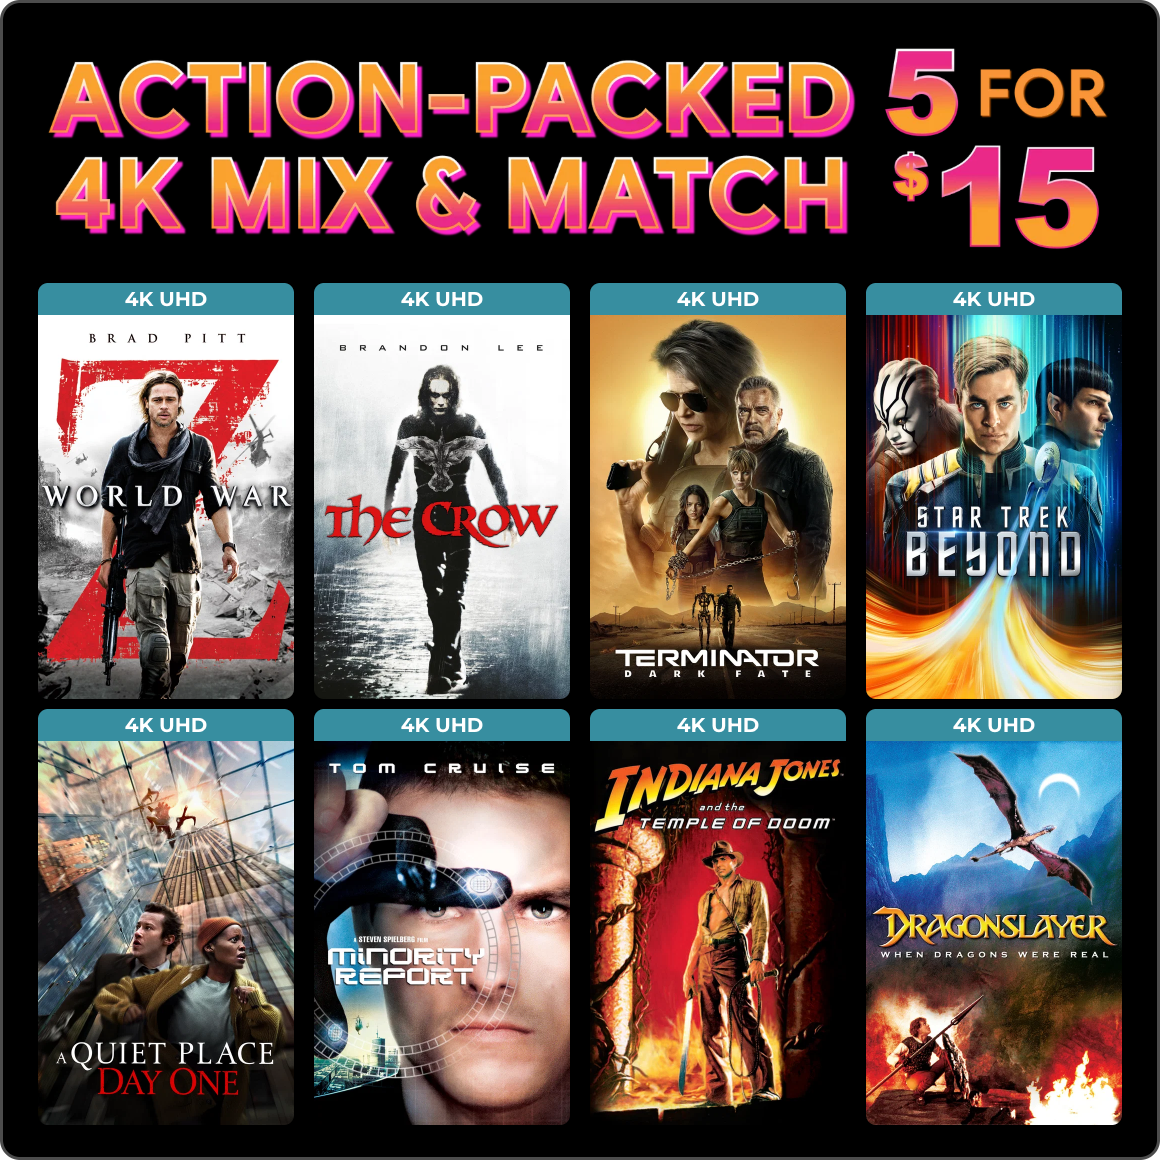 ACTION-PACKED
4K MIX & MATCH
5 FOR
$15
4K UHD
BRAD PITT
WORLD WAR
Z
4K UHD
BRANDON LEE
THE CROW
4K UHD
TERMINATOR
DARK FATE
4K UHD
STAR TREK
BEYOND
4K UHD
A QUIET PLACE
DAY ONE
4K UHD
TOM CRUISE
A STEVEN SPIELBERG FILM
MINORITY
REPORT
4K UHD
INDIANA JONES
and the
TEMPLE OF DOOM
4K UHD
DRAGONSLAYER
WHEN DRAGONS WERE REAL